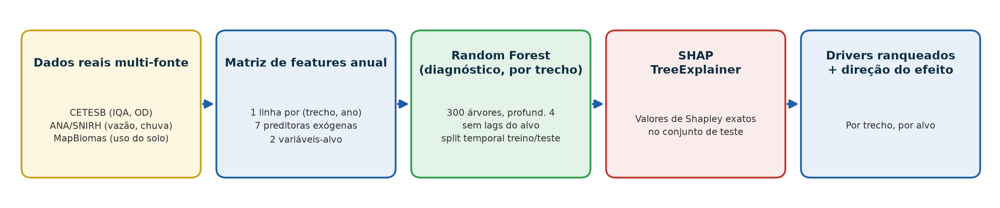 Dados reais multi-fonte
CETESB (IQA, OD)
ANA/SNIRH (vazão, chuva)
MapBiomas (uso do solo)
Matriz de features anual
1 linha por (trecho, ano)
7 preditoras exógenas
2 variáveis-alvo
Random Forest
(diagnóstico, por trecho)
300 árvores, profund. 4
sem lags do alvo
split temporal treino/teste
SHAP
TreeExplainer
Valores de Shapley exatos
no conjunto de teste
Drivers ranqueados
+ direção do efeito
Por trecho, por alvo